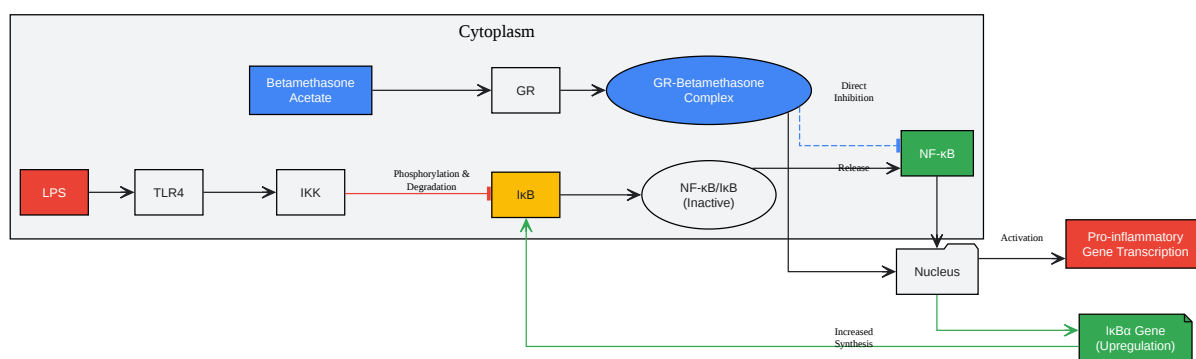 Cytoplasm
Betamethasone
Acetate
GR
GR-Betamethasone
Complex
Direct
Inhibition
NF-κB
LPS
TLR4
IKK
Phosphorylation &
Degradation
IκB
NF-κB/IκB
(Inactive)
Release
Nucleus
Activation
Pro-inflammatory
Gene Transcription
Increased
Synthesis
IκBα Gene
(Upregulation)